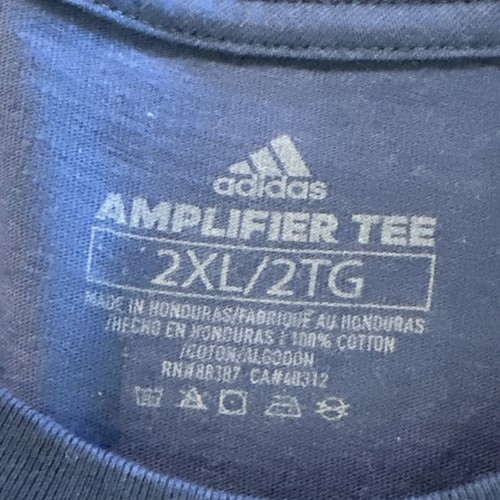 adidas
AMPLIFIER TEE
2XL/2TG
MADE IN HONDURAS/FABRIQUÉ AU HONDURAS
/HECHO EN HONDURAS | 100% COTTON
/COTON/ALGODÓN
RN#88387 CA#40312